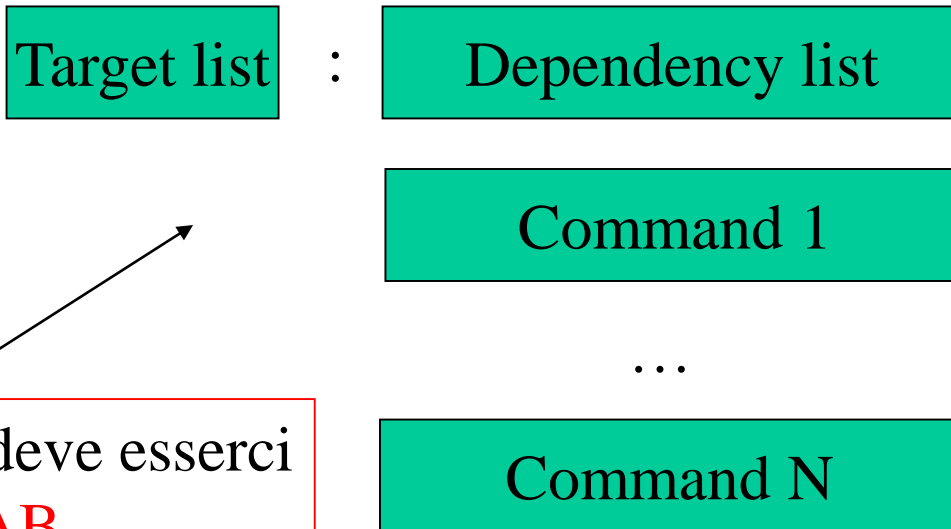 Target list : Dependency list
Command 1
…
deve esserci
Command N